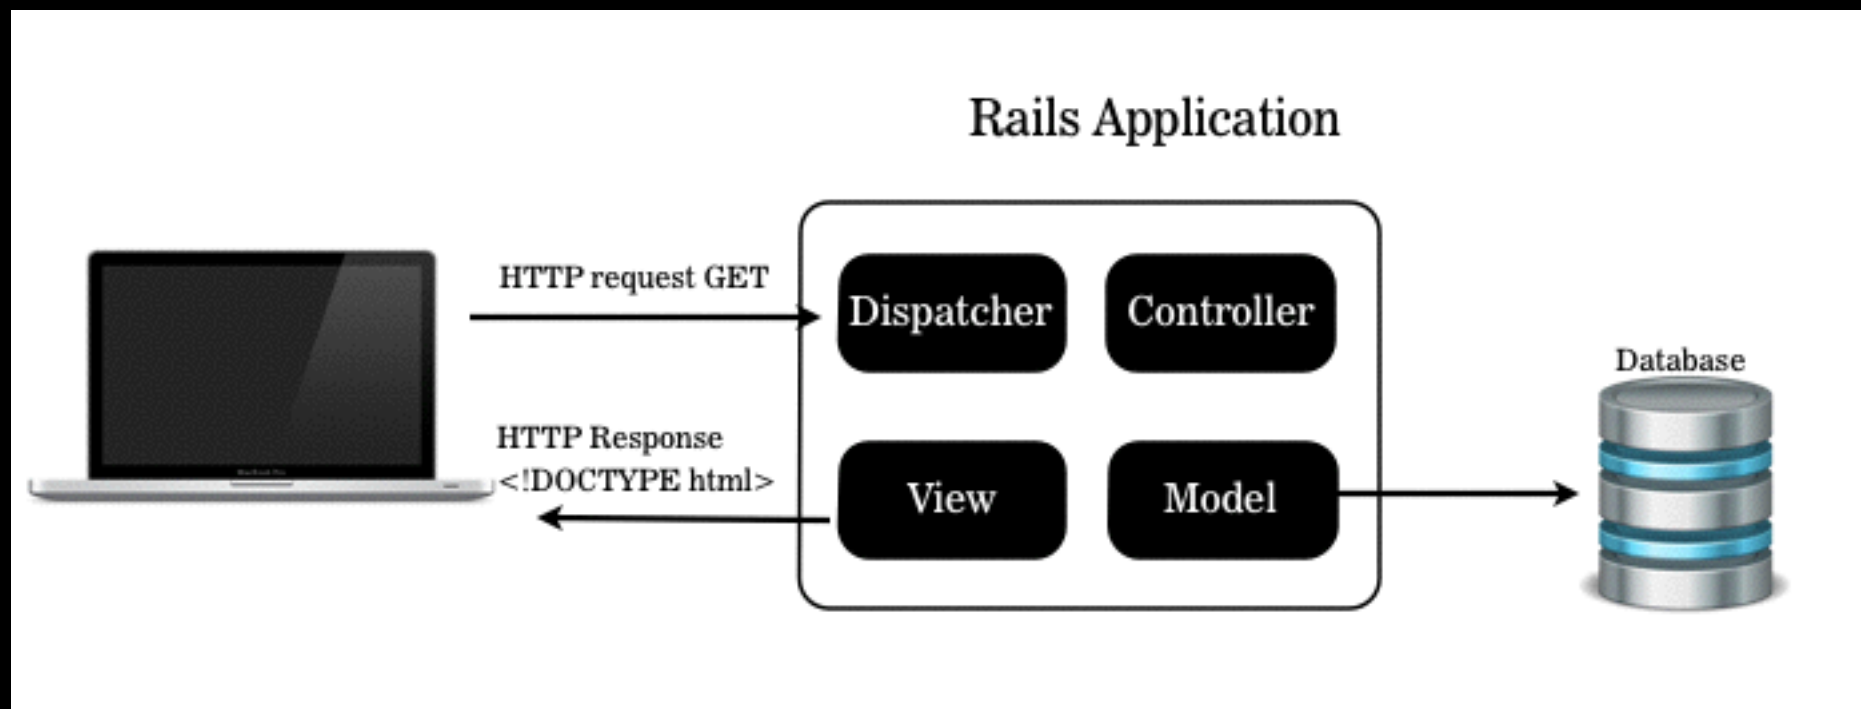 Rails Application
HTTP request GET
Dispatcher
Controller
Database
HTTP Response
<!DOCTYPE html>
View
Model